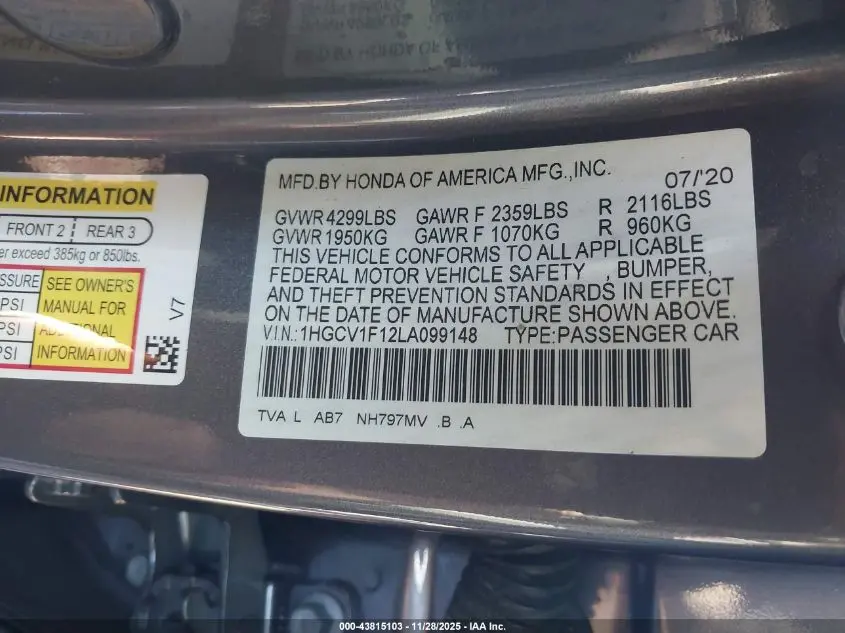 INFORMATION
FRONT 2 REAR 3
er exceed 385kg or 850lbs.
SSURE SEE OWNER'S
PSI MANUAL FOR
PSI ADDITIONAL
PSI INFORMATION
V7
MFD.BY HONDA OF AMERICA MFG.,INC. 07/'20
GVWR 4299LBS GAWR F 2359LBS R 2116LBS
GVWR 1950KG GAWR F 1070KG R 960KG
THIS VEHICLE CONFORMS TO ALL APPLICABLE
FEDERAL MOTOR VEHICLE SAFETY , BUMPER,
AND THEFT PREVENTION STANDARDS IN EFFECT
ON THE DATE OF MANUFACTURE SHOWN ABOVE.
V.I.N.: 1HGCV1F12LA099148 TYPE:PASSENGER CAR
TVA L AB7 NH797MV .B .A
000-43815103 - 11/28/2025 - IAA Inc.